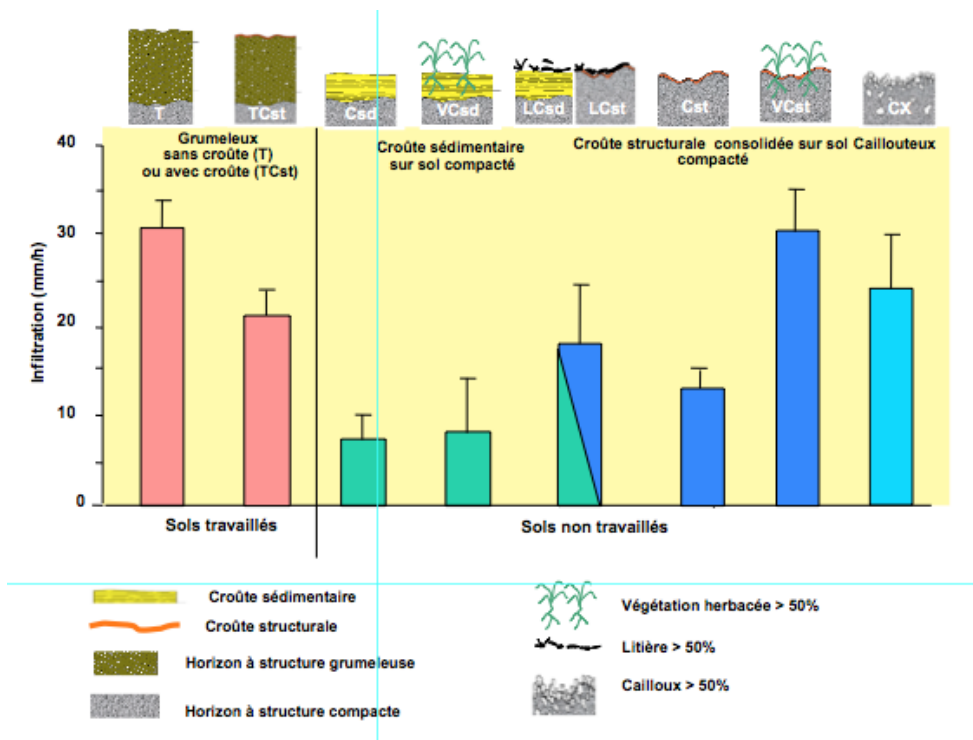 T
TCst
Csd
VCsd
LCsd
LCst
Cst
VCst
CX
Grumeleux
sans croûte (T)
ou avec croûte (TCst)
Croûte sédimentaire
sur sol compacté
Croûte structurale consolidée sur sol
compacté
Caillouteux
Infiltration (mm/h)
40
30
20
10
0
Sols travaillés
Sols non travaillés
Croûte sédimentaire
Croûte structurale
Horizon à structure grumeleuse
Horizon à structure compacte
Végétation herbacée > 50%
Litière > 50%
Cailloux > 50%